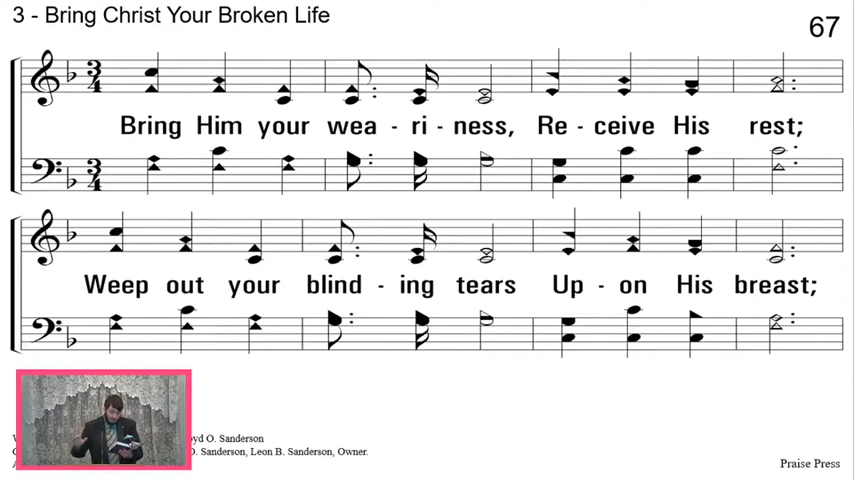 3 - Bring Christ Your Broken Life
67
3
4
Bring Him your wea - ri - ness, Re - ceive His rest;
3
4
Weep out your blind - ing tears Up - on His breast;
O. Sanderson
O. Sanderson, Leon B. Sanderson, Owner.
Praise Press